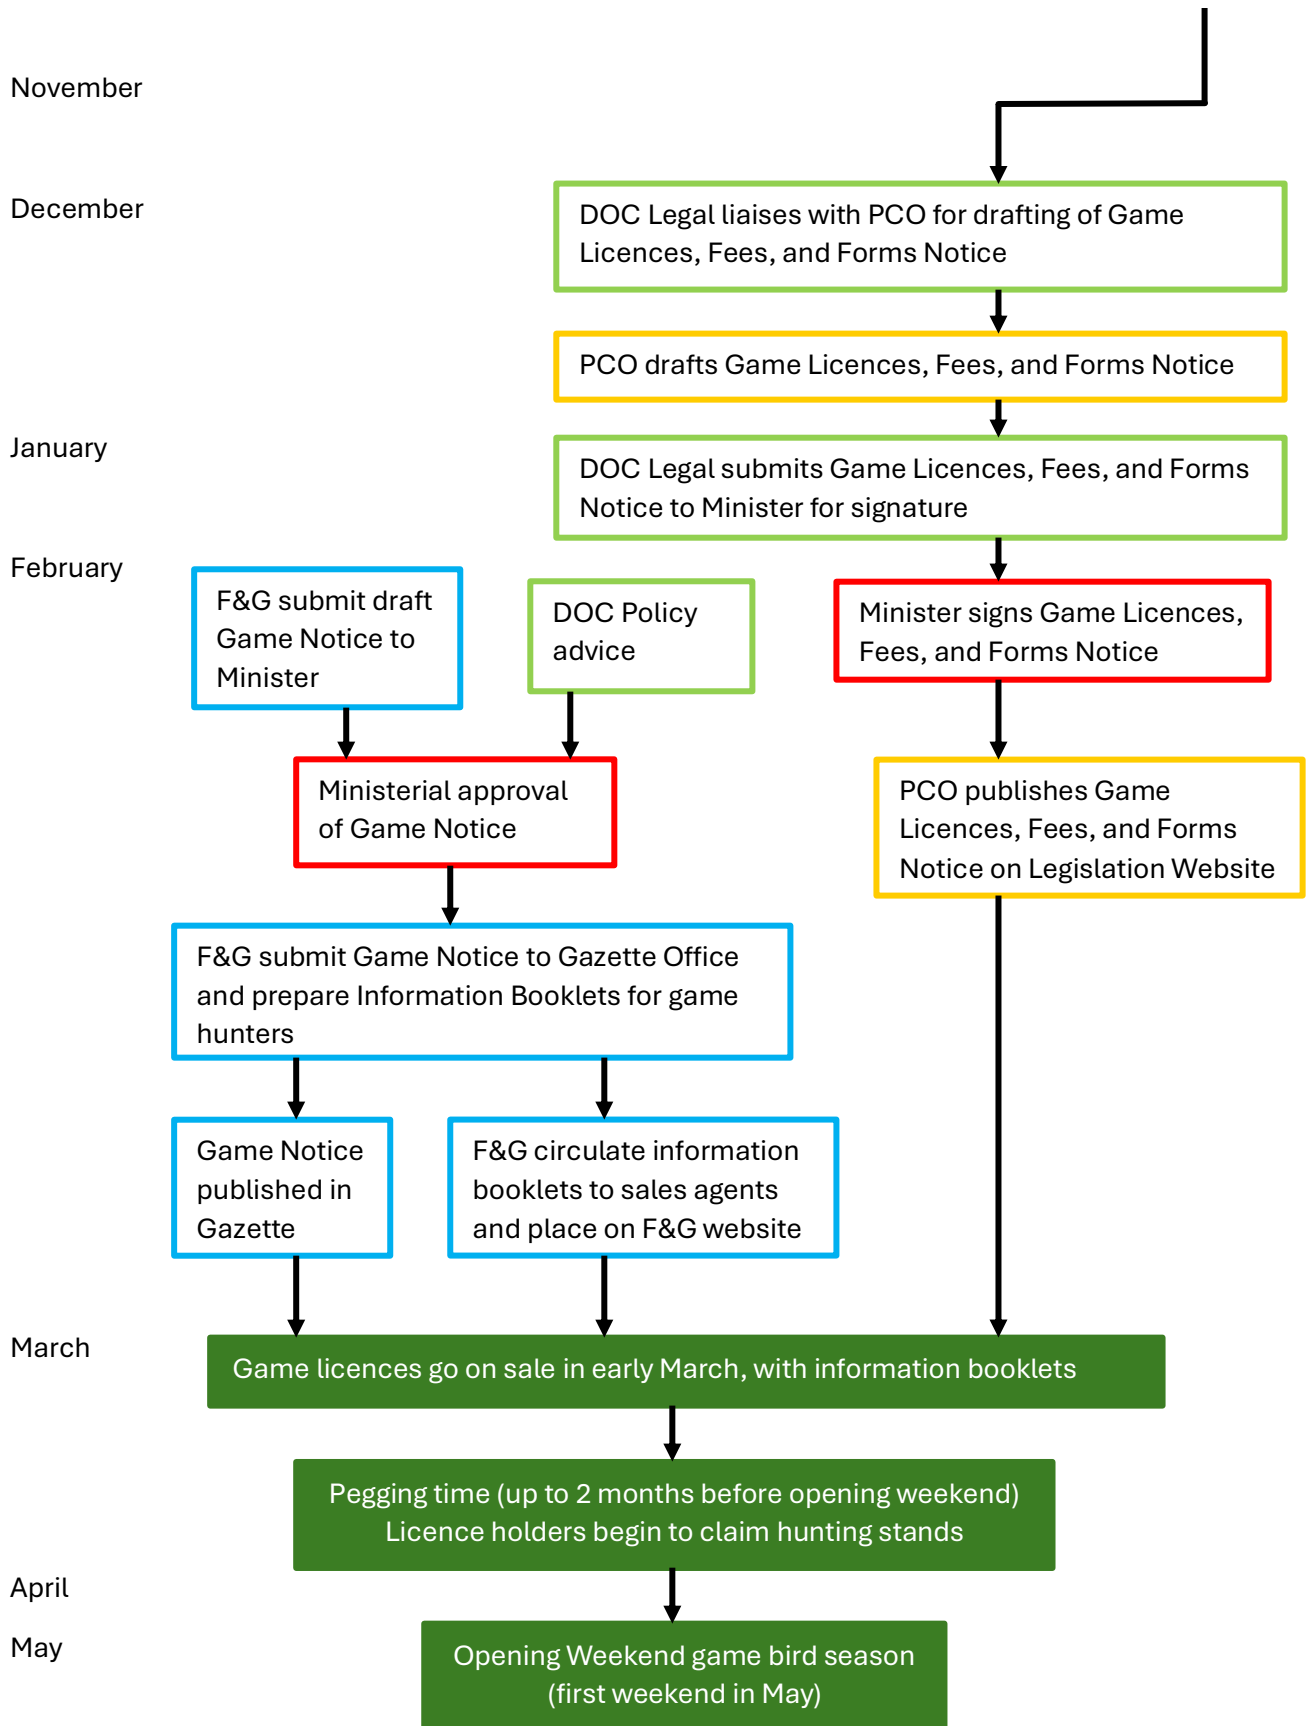 November
December
DOC Legal liaises with PCO for drafting of Game
Licences, Fees, and Forms Notice
PCO drafts Game Licences, Fees, and Forms Notice
January
DOC Legal submits Game Licences, Fees, and Forms
Notice to Minister for signature
February
F&G submit draft
Game Notice to
Minister
DOC Policy
advice
Minister signs Game Licences,
Fees, and Forms Notice
Ministerial approval
of Game Notice
PCO publishes Game
Licences, Fees, and Forms
Notice on Legislation Website
F&G submit Game Notice to Gazette Office
and prepare Information Booklets for game
hunters
Game Notice
published in
Gazette
F&G circulate information
booklets to sales agents
and place on F&G website
March
Game licences go on sale in early March, with information booklets
Pegging time (up to 2 months before opening weekend)
Licence holders begin to claim hunting stands
April
May
Opening Weekend game bird season
(first weekend in May)